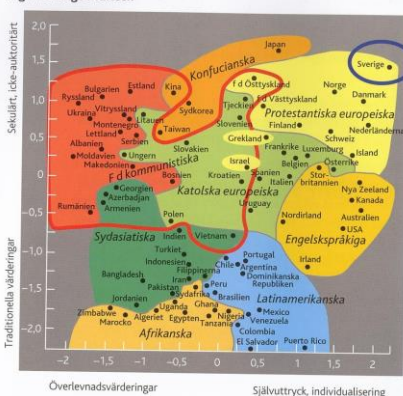 2,0
1,5
1,0
0,5
0
−0,5
−1,0
−1,5
−2,0
Sekulärt, icke-auktoritärt
Traditionella värderingar
Japan
Sverige
Konfucianska
Estland
Bulgarien
Kina
f d Östtyskland
Ryssland
Norge
Vitryssland
Sydkorea
Tjeckien
f d Västtyskland
Danmark
Ukraina
Litauen
Protestantiska europeiska
Montenegro
Taiwan
Slovenien
Finland
Nederländerna
Lettland
Serbien
Schweiz
Albanien
Slovakien
Grekland
Moldavien
Ungern
Frankrike
Luxemburg
Island
Makedonien
Israel
Belgien
Österrike
F d kommunistiska
Bosnien
Kroatien
Spanien
Italien
Stor-
britannien
Georgien
Katolska europeiska
Nya Zeeland
Azerbadjan
Uruguay
Kanada
Rumänien
Armenien
Australien
Polen
Nordirland
USA
Sydasiatiska
Indien
Vietnam
Engelskspråkiga
Turkiet
Irland
Indonesien
Chile
Portugal
Filippinerna
Argentina
Bangladesh
Iran
Dominikanska
Republiken
Pakistan
Peru
Sydafrika
Brasilien
Latinamerikanska
Jordanien
Uganda
Ghana
Zimbabwe
Algeriet
Egypten
Nigeria
Mexico
Marocko
Tanzania
Venezuela
Afrikanska
Colombia
El Salvador
Puerto Rico
−2
−1,5
−1
−0,5
0
0,5
1
1,5
2
Överlevnadsvärderingar
Självuttryck, individualisering